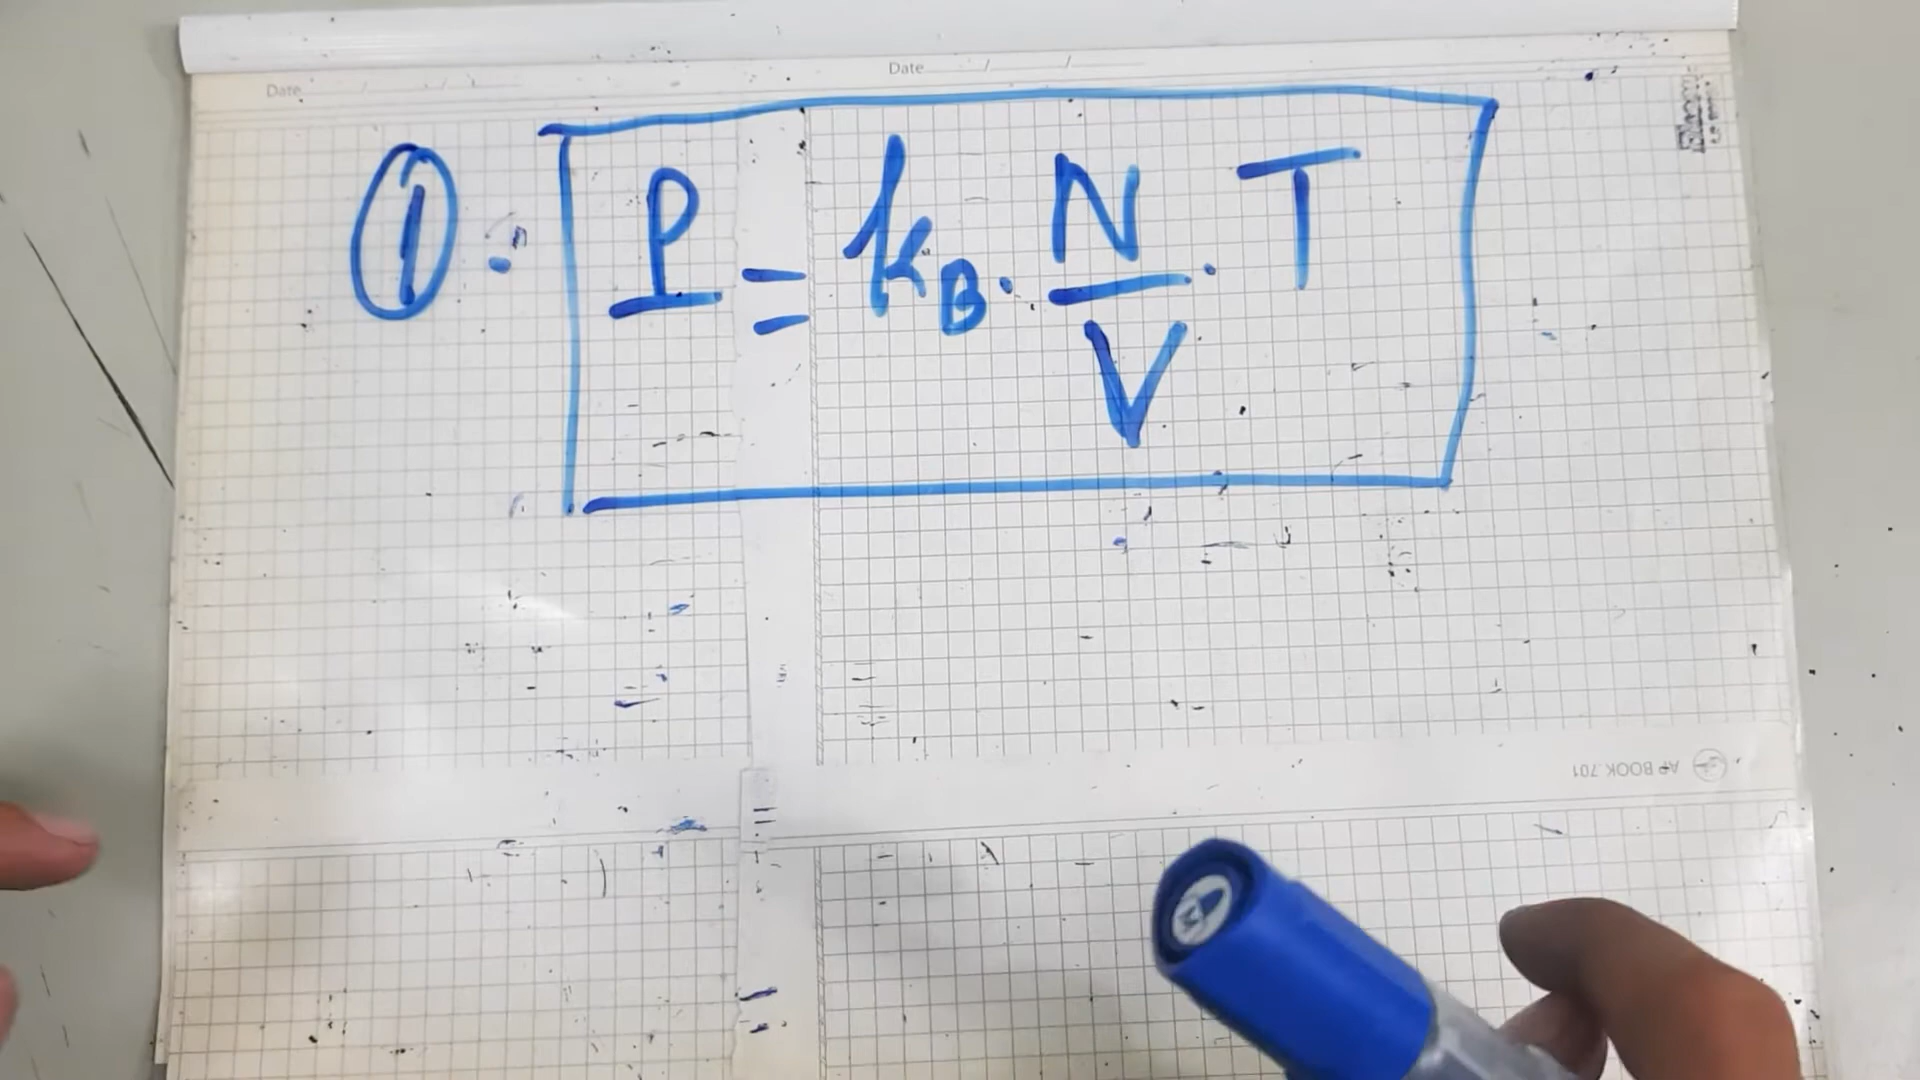 Date / /
Date / /
① : P = k_B · N/V · T
AP BOOK 701